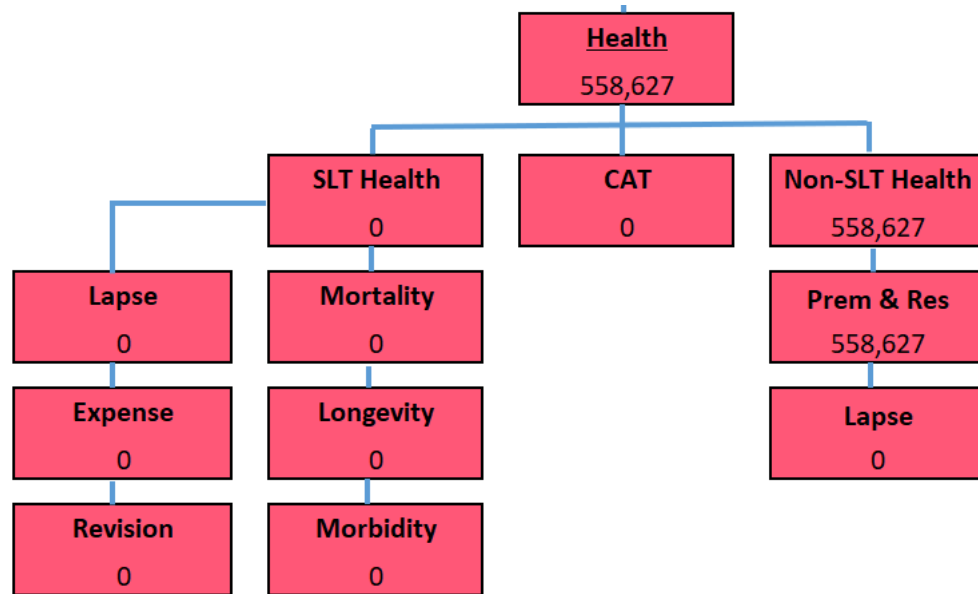 Health
558,627
SLT Health
0
CAT
0
Non-SLT Health
558,627
Lapse
0
Mortality
0
Prem & Res
558,627
Expense
0
Longevity
0
Lapse
0
Revision
0
Morbidity
0